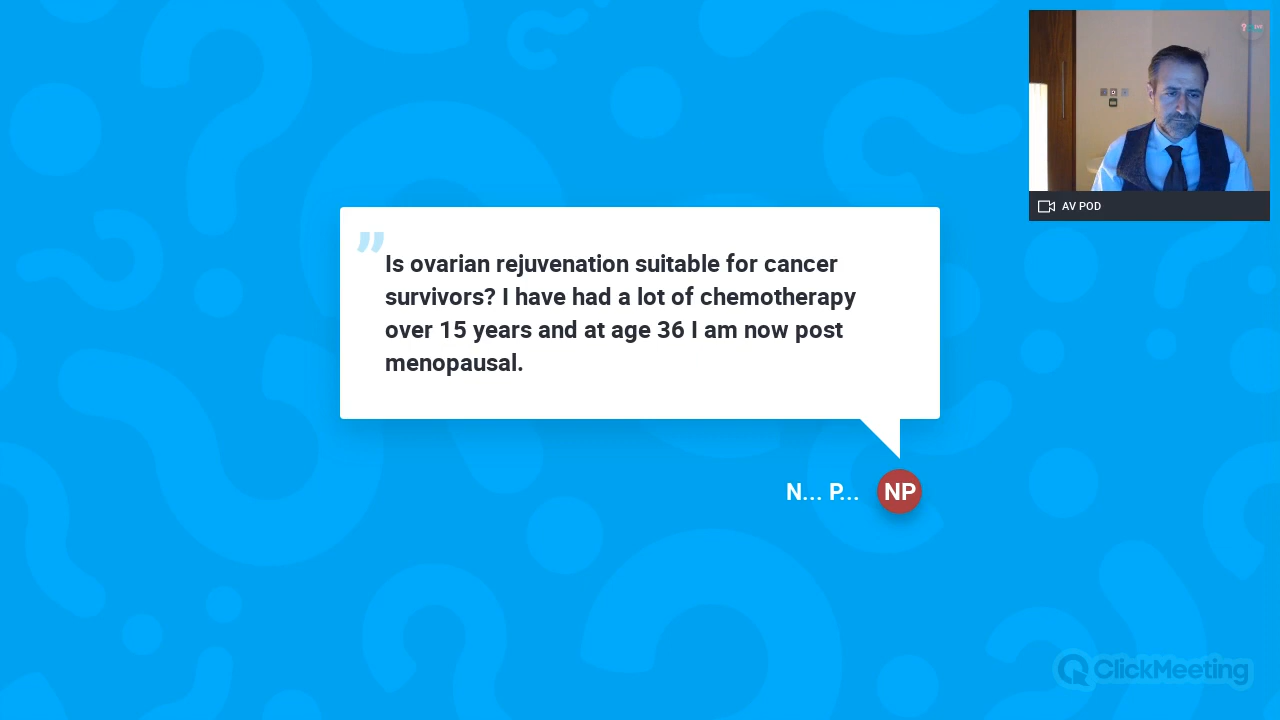 AV POD
Is ovarian rejuvenation suitable for cancer
survivors? I have had a lot of chemotherapy
over 15 years and at age 36 I am now post
menopausal.
N... P... NP
ClickMeeting